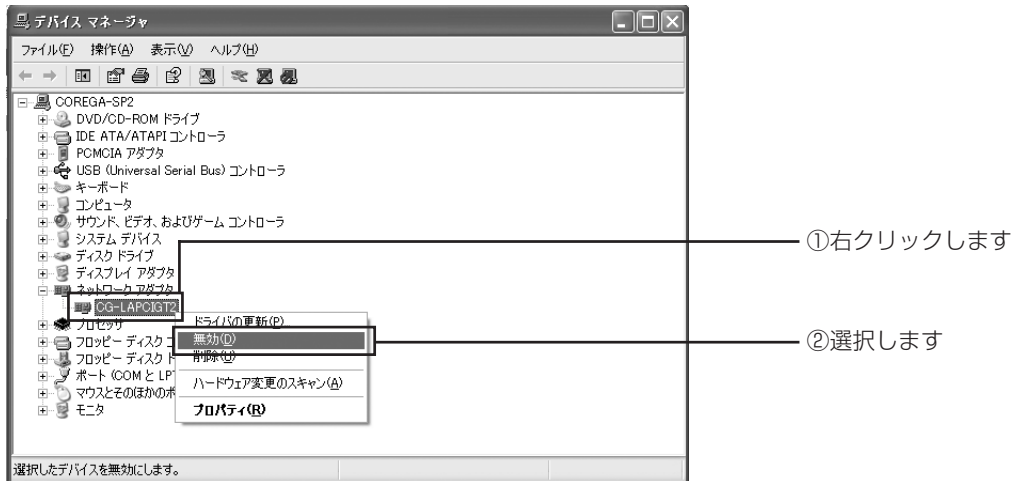 デバイス マネージャ
ファイル(F) 操作(A) 表示(V) ヘルプ(H)
COREGA-SP2
DVD/CD-ROM ドライブ
IDE ATA/ATAPI コントローラ
PCMCIA アダプタ
USB (Universal Serial Bus) コントローラ
キーボード
コンピュータ
サウンド、ビデオ、およびゲーム コントローラ
システム デバイス
①右クリックします
ディスク ドライブ
ディスプレイ アダプタ
ネットワーク アダプタ
CG-LAPCIGT2
ドライバの更新(P)...
プロセッサ
無効(D)
②選択します
フロッピー ディスク コ
削除(U)
フロッピー ディスク ド
ポート (COM と LPT
ハードウェア変更のスキャン(A)
マウスとそのほかのポ
プロパティ(R)
モニタ
選択したデバイスを無効にします。